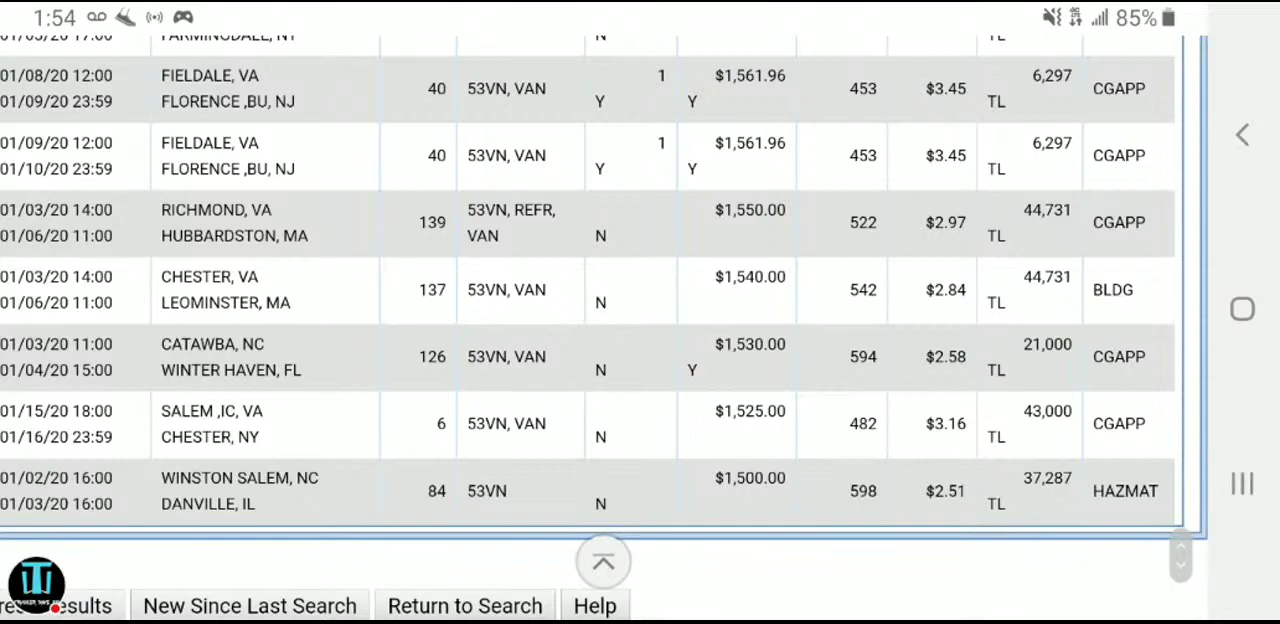 1:54 85%
01/08/20 12:00 FIELDALE, VA 40 53VN, VAN 1 $1,561.96 453 $3.45 6,297 CGAPP
01/09/20 23:59 FLORENCE ,BU, NJ Y Y TL
01/09/20 12:00 FIELDALE, VA 40 53VN, VAN 1 $1,561.96 453 $3.45 6,297 CGAPP
01/10/20 23:59 FLORENCE ,BU, NJ Y Y TL
01/03/20 14:00 RICHMOND, VA 139 53VN, REFR, $1,550.00 522 $2.97 44,731 CGAPP
01/06/20 11:00 HUBBARDSTON, MA VAN N TL
01/03/20 14:00 CHESTER, VA 137 53VN, VAN $1,540.00 542 $2.84 44,731 BLDG
01/06/20 11:00 LEOMINSTER, MA N TL
01/03/20 11:00 CATAWBA, NC 126 53VN, VAN $1,530.00 594 $2.58 21,000 CGAPP
01/04/20 15:00 WINTER HAVEN, FL N Y TL
01/15/20 18:00 SALEM ,IC, VA 6 53VN, VAN $1,525.00 482 $3.16 43,000 CGAPP
01/16/20 23:59 CHESTER, NY N TL
01/02/20 16:00 WINSTON SALEM, NC 84 53VN $1,500.00 598 $2.51 37,287 HAZMAT
01/03/20 16:00 DANVILLE, IL N TL
New Since Last Search Return to Search Help